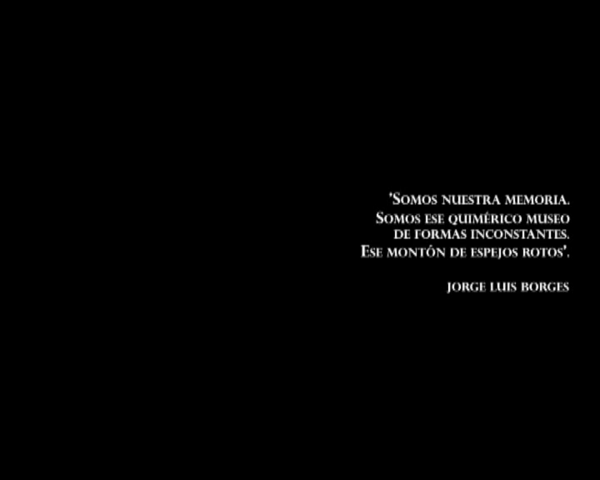 'Somos nuestra memoria.
Somos ese quimérico museo
de formas inconstantes.
Ese montón de espejos rotos'.
Jorge Luis Borges